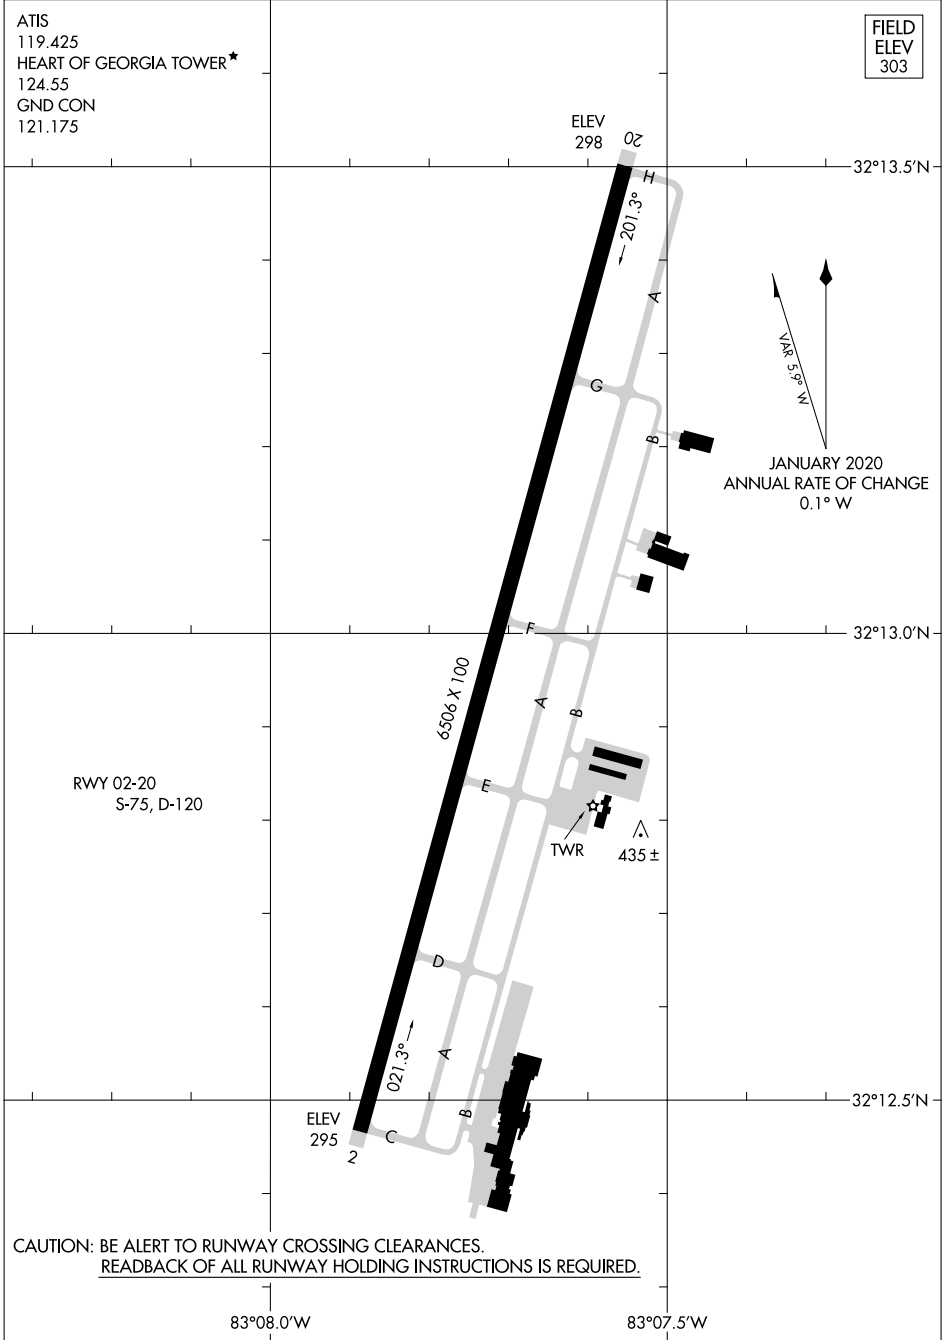 ATIS
119.425
HEART OF GEORGIA TOWER★
124.55
GND CON
121.175
FIELD
ELEV
303
ELEV
298
20
32°13.5'N
H
201.3°
A
VAR 5.9° W
G
B
JANUARY 2020
ANNUAL RATE OF CHANGE
0.1° W
F
32°13.0'N
6506 X 100
A
B
RWY 02-20
S-75, D-120
E
TWR
435 ±
D
021.3°
A
32°12.5'N
ELEV
295
B
C
2
CAUTION: BE ALERT TO RUNWAY CROSSING CLEARANCES.
READBACK OF ALL RUNWAY HOLDING INSTRUCTIONS IS REQUIRED.
83°08.0'W
83°07.5'W